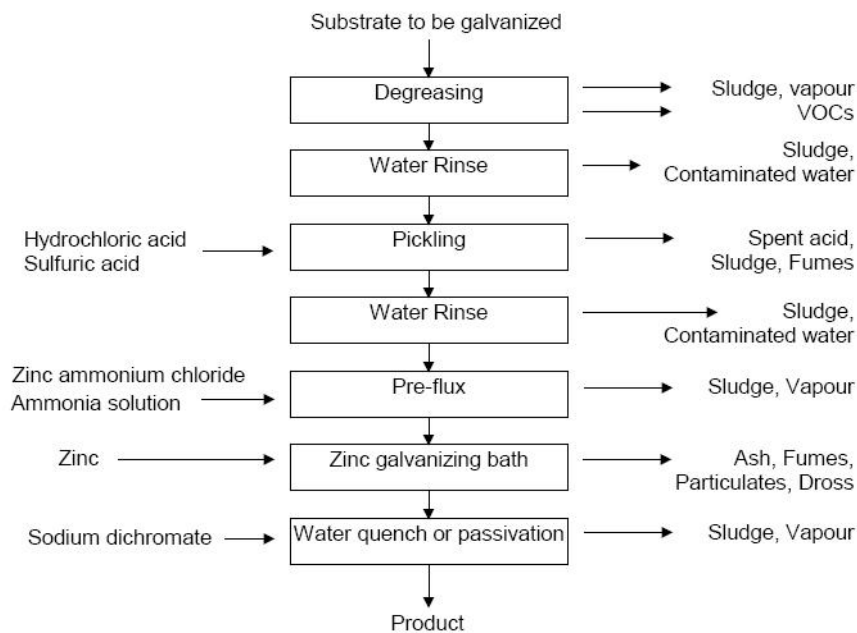 Substrate to be galvanized
Degreasing
Sludge, vapour
VOCs
Water Rinse
Sludge,
Contaminated water
Hydrochloric acid
Sulfuric acid
Pickling
Spent acid,
Sludge, Fumes
Water Rinse
Sludge,
Contaminated water
Zinc ammonium chloride
Ammonia solution
Pre-flux
Sludge, Vapour
Zinc
Zinc galvanizing bath
Ash, Fumes,
Particulates, Dross
Sodium dichromate
Water quench or passivation
Sludge, Vapour
Product